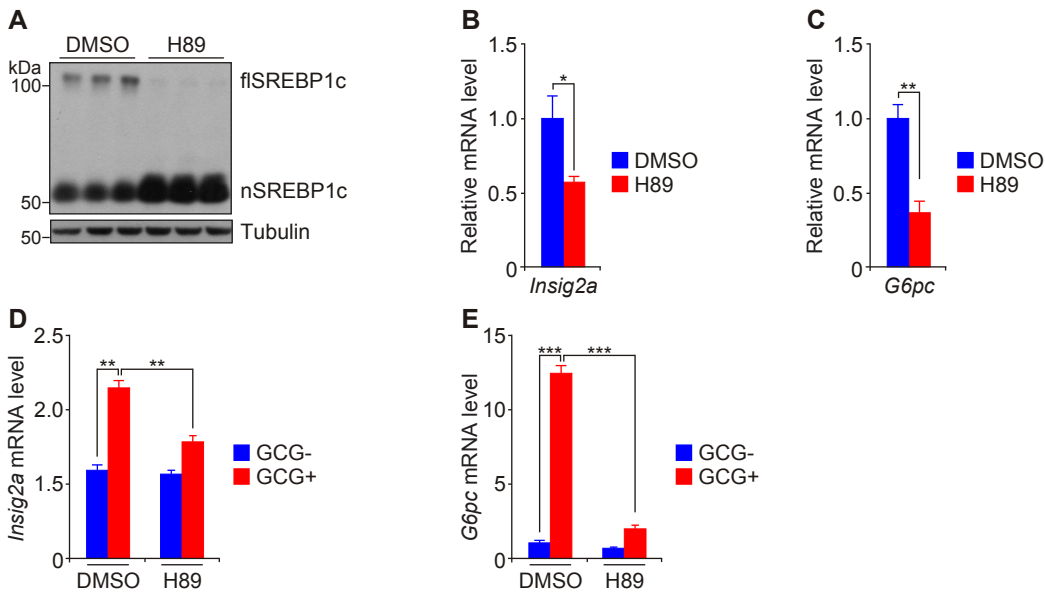 A
DMSO H89
kDa
100
flSREBP1c
50
nSREBP1c
50
Tubulin
B
Relative mRNA level
1.5
1.0
0.5
0
*
Insig2a
DMSO
H89
C
Relative mRNA level
1.5
1.0
0.5
0
**
G6pc
DMSO
H89
D
Insig2a mRNA level
2.5
2.0
1.5
0
** **
DMSO H89
GCG-
GCG+
E
G6pc mRNA level
15
10
5
0
*** ***
DMSO H89
GCG-
GCG+